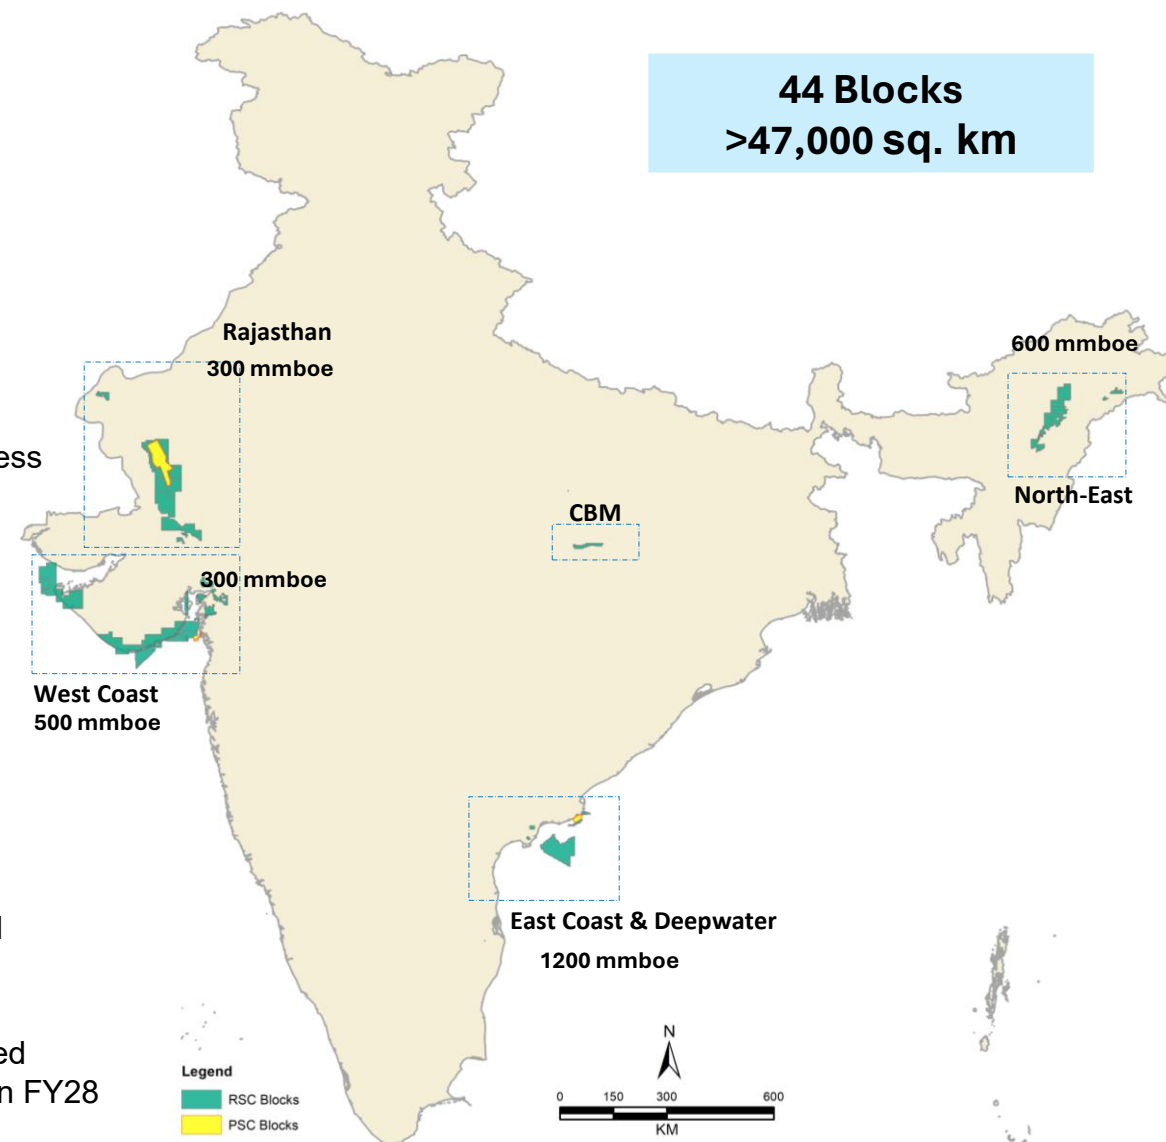 44 Blocks
>47,000 sq. km
Rajasthan
300 mmboe
600 mmboe
North-East
ess
CBM
300 mmboe
West Coast
500 mmboe
East Coast & Deepwater
1200 mmboe
ed
n FY28
N
0 150 300 600
KM
Legend
RSC Blocks
PSC Blocks